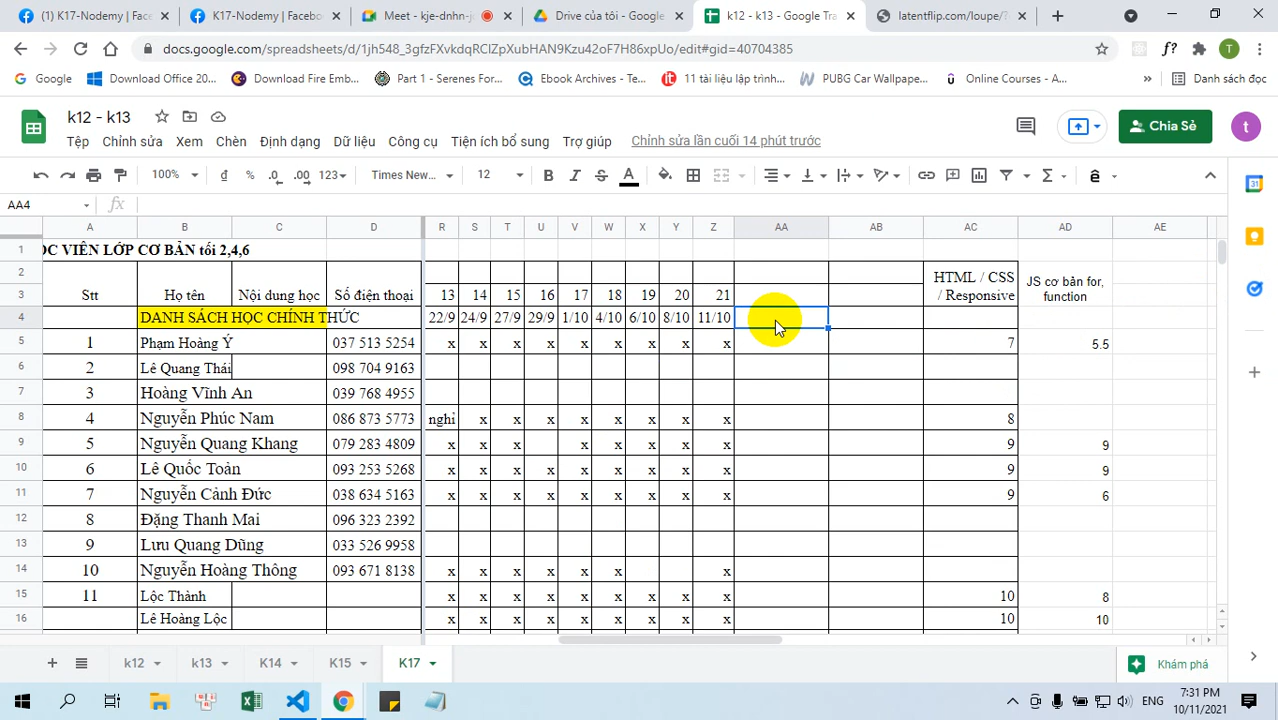 (1) K17-Nodemy | Facebook
K17-Nodemy | Facebook
Meet - kje-dnhn-
Drive của tôi - Google
k12 - k13 - Google Tra
latentflip.com/loupe/?
docs.google.com/spreadsheets/d/1jh548_3gfzFXvkdqRClZpXubHAN9Kzu42oF7H86xpUo/edit#gid=40704385
f?
T
Google
Download Office 20...
Download Fire Emb...
Part 1 - Serenes For...
Ebook Archives - Te...
11 tài liệu lập trình...
PUBG Car Wallpape...
Online Courses - A...
»
Danh sách đọc
k12 - k13
Tệp Chỉnh sửa Xem Chèn Định dạng Dữ liệu Công cụ Tiện ích bổ sung Trợ giúp Chỉnh sửa lần cuối 14 phút trước
Chia Sẻ
t
100% đ % .0 .00 123 Times New... 12 B I S A Σ ê
AA4 fx
A B C D R S T U V W X Y Z AA AB AC AD AE
1 ỌC VIÊN LỚP CƠ BẢN tối 2,4,6
2 HTML / CSS
3 Stt Họ tên Nội dung học Số điện thoại 13 14 15 16 17 18 19 20 21 / Responsive JS cơ bản for, function
4 DANH SÁCH HỌC CHÍNH THỨC 22/9 24/9 27/9 29/9 1/10 4/10 6/10 8/10 11/10
5 1 Phạm Hoàng Ý 037 513 5254 x x x x x x x x x 7 5.5
6 2 Lê Quang Thái 098 704 9163
7 3 Hoàng Vĩnh An 039 768 4955
8 4 Nguyễn Phúc Nam 086 873 5773 nghỉ x x x x x x x x 8
9 5 Nguyễn Quang Khang 079 283 4809 x x x x x x x x x 9 9
10 6 Lê Quốc Toản 093 253 5268 x x x x x x x x x 9 9
11 7 Nguyễn Cảnh Đức 038 634 5163 x x x x x x x x x 9 6
12 8 Đặng Thanh Mai 096 323 2392
13 9 Lưu Quang Dũng 033 526 9958
14 10 Nguyễn Hoàng Thông 093 671 8138 x x x x x x x
15 11 Lộc Thành x x x x x x x x x 10 8
16 Lê Hoàng Lộc x x x x x x x x x 10 10
k12 k13 K14 K15 K17
Khám phá
ENG
7:31 PM
10/11/2021